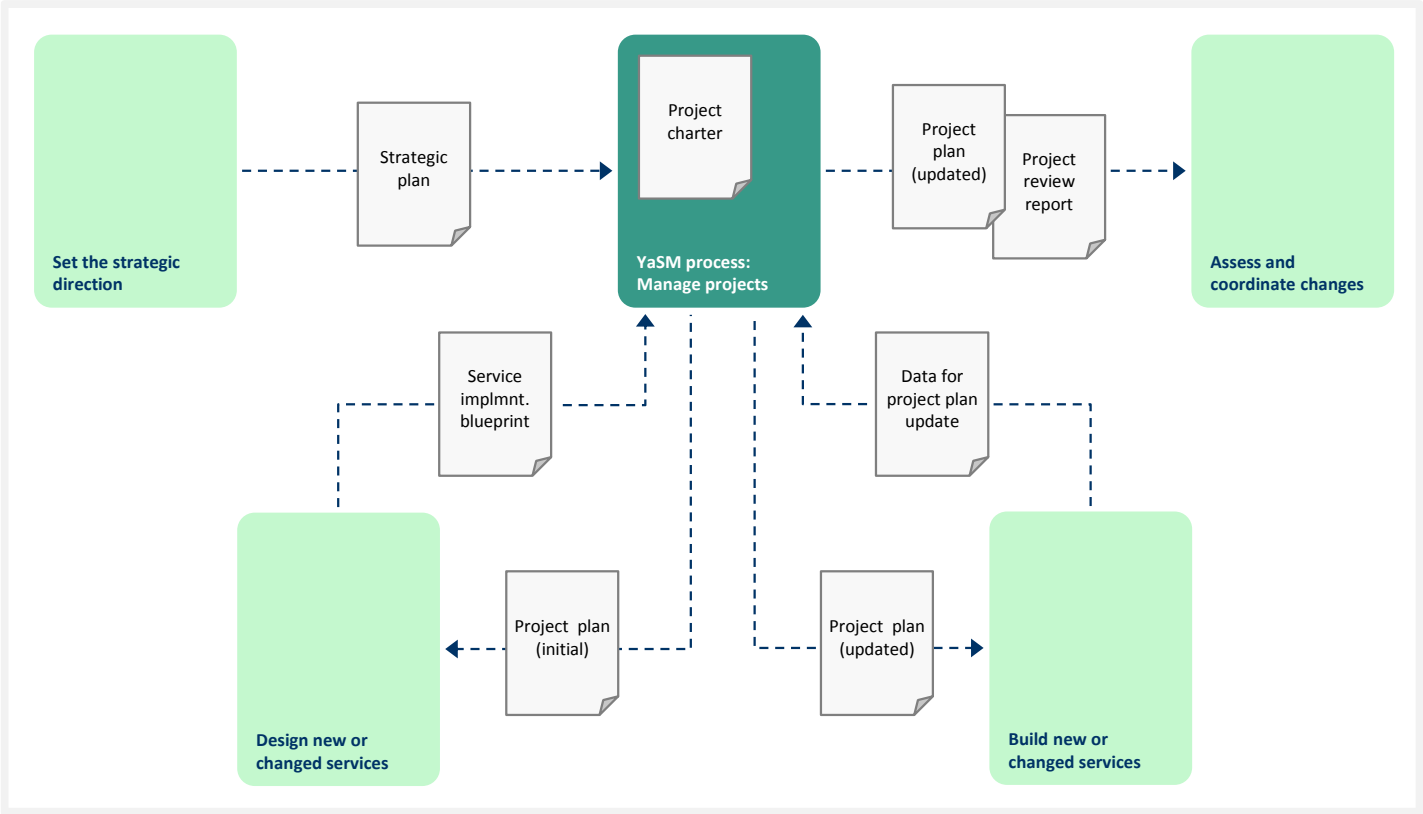 Project
charter
Strategic
plan
Project
plan
(updated)
Project
review
report
Set the strategic
direction
YaSM process:
Manage projects
Assess and
coordinate changes
Service
implmnt.
blueprint
Data for
project plan
update
Project plan
(initial)
Project plan
(updated)
Design new or
changed services
Build new or
changed services